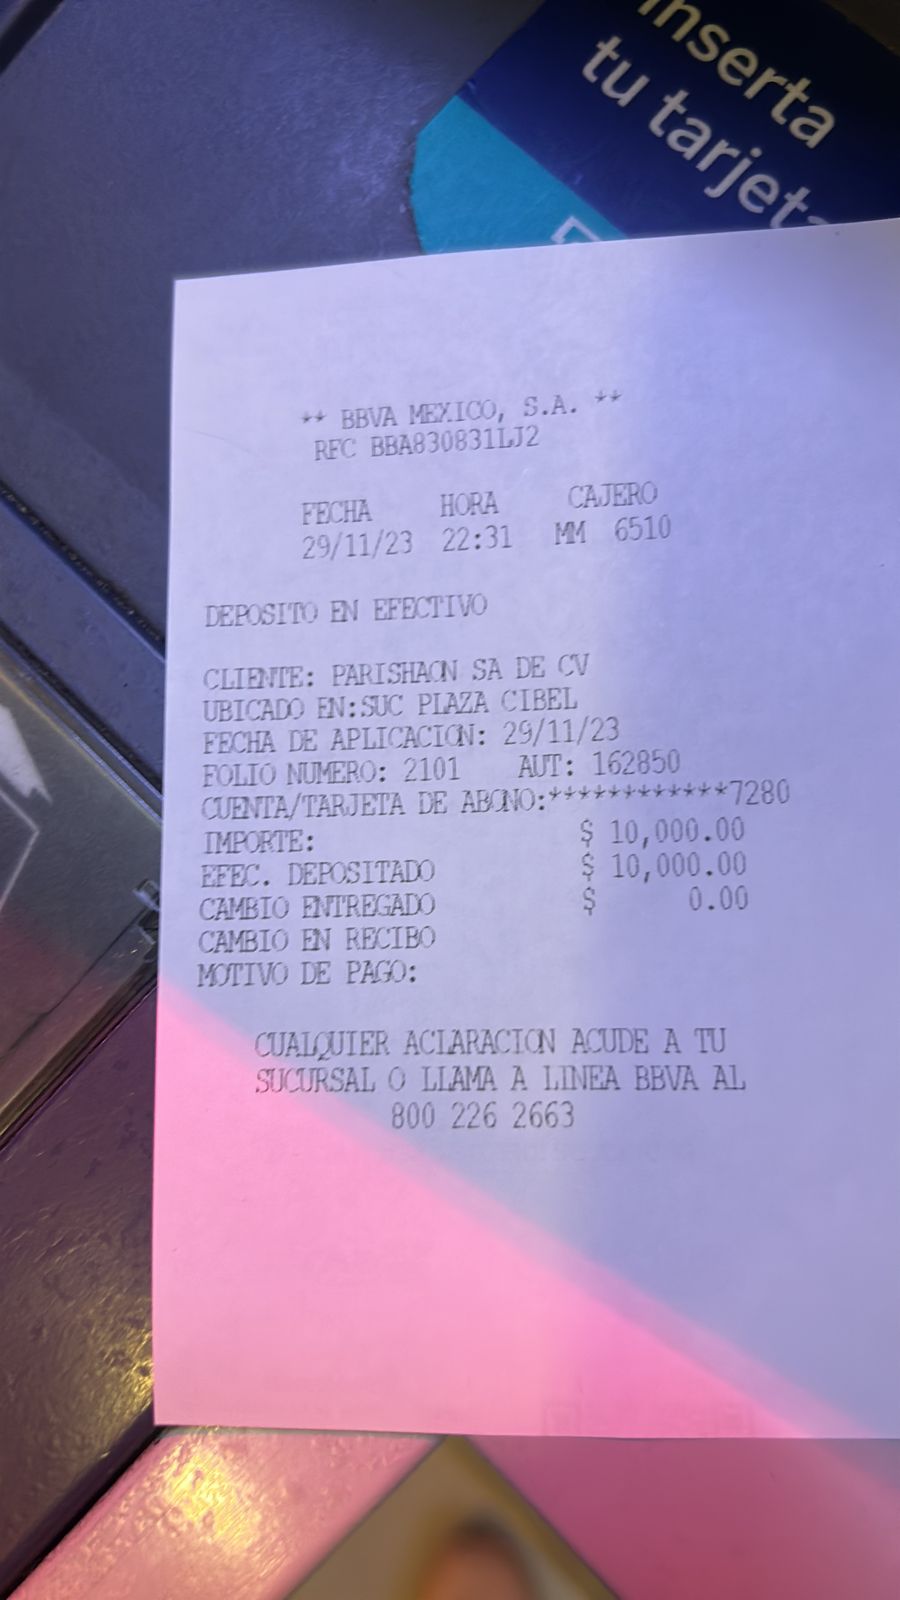 inserta
tu tarjeta
** BBVA MEXICO, S.A. **
RFC BBA830831LJ2
FECHA HORA CAJERO
29/11/23 22:31 MM 6510
DEPOSITO EN EFECTIVO
CLIENTE: PARISHAON SA DE CV
UBICADO EN:SUC PLAZA CIBEL
FECHA DE APLICACION: 29/11/23
FOLIO NUMERO: 2101 AUT: 162850
CUENTA/TARJETA DE ABONO:************7280
IMPORTE: $ 10,000.00
EFEC. DEPOSITADO $ 10,000.00
CAMBIO ENTREGADO $ 0.00
CAMBIO EN RECIBO
MOTIVO DE PAGO:
CUALQUIER ACLARACION ACUDE A TU
SUCURSAL O LLAMA A LINEA BBVA AL
800 226 2663